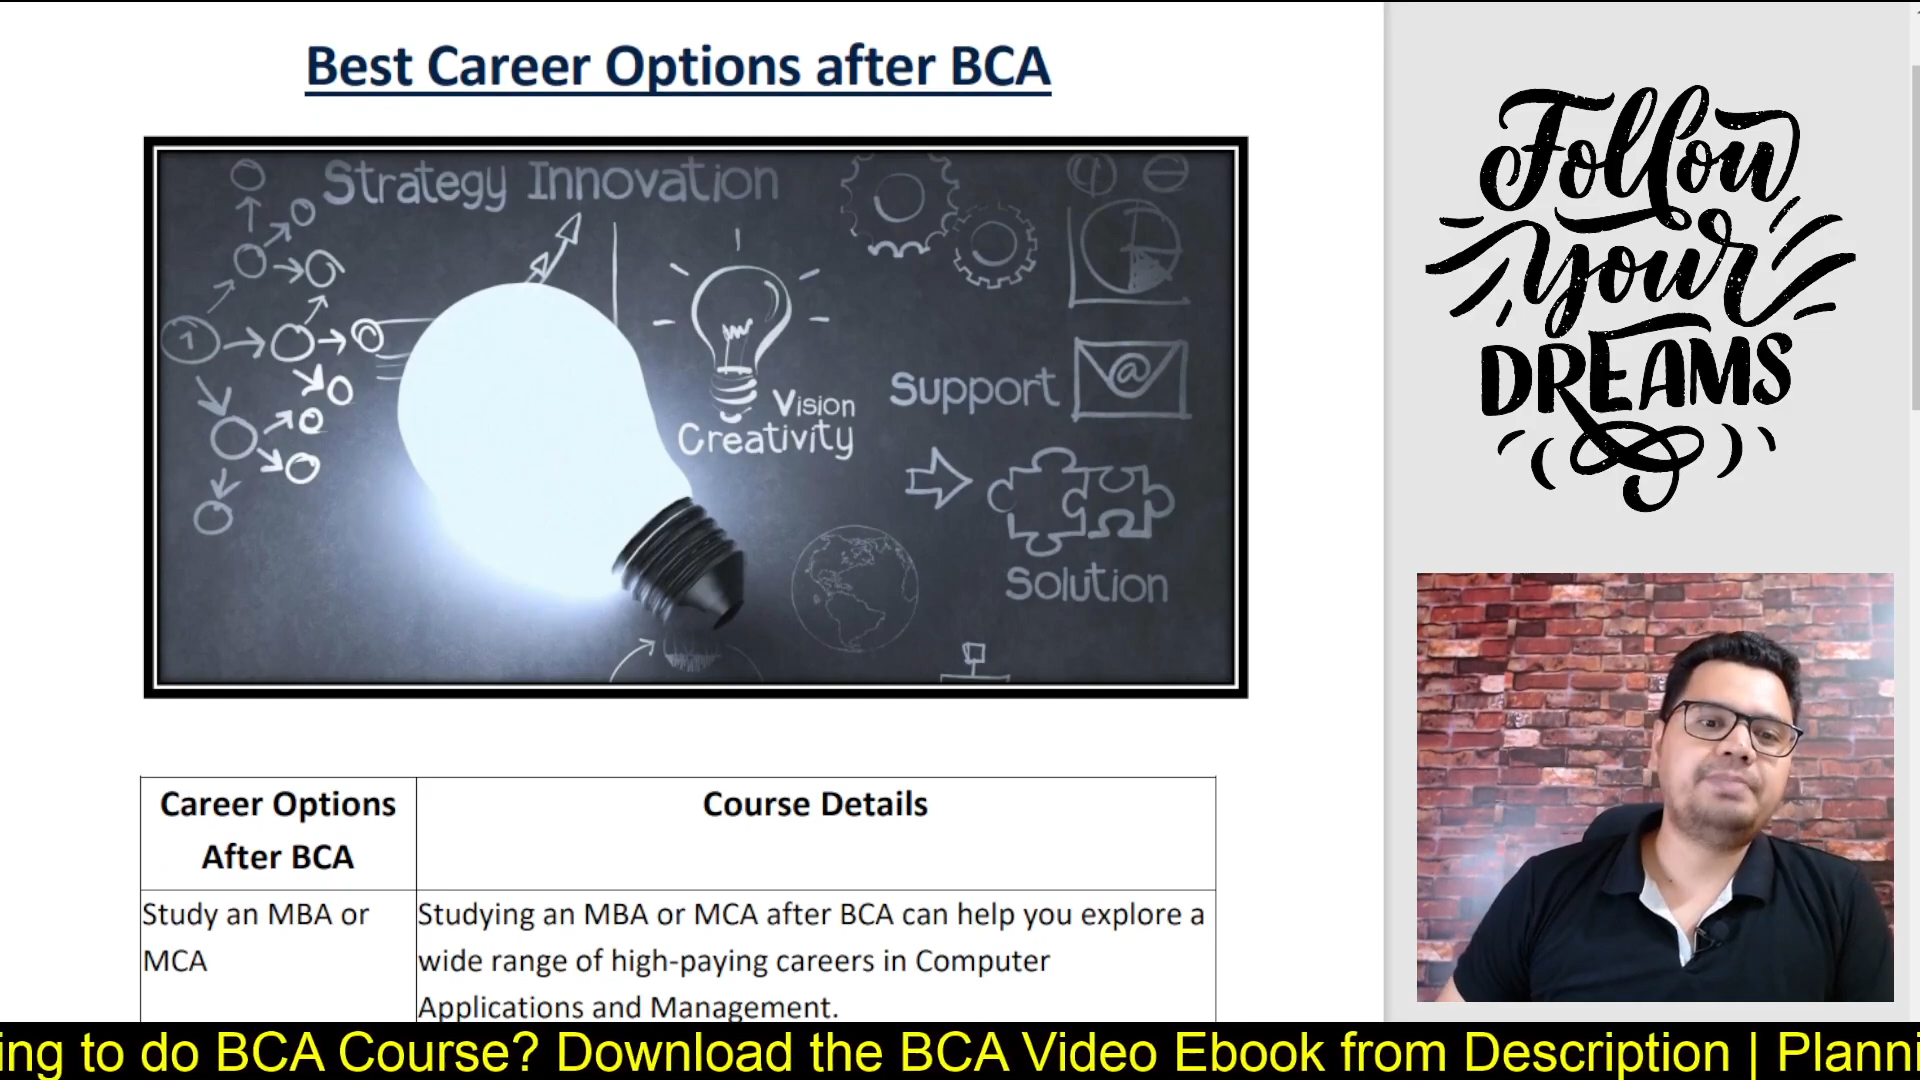 Best Career Options after BCA
Strategy Innovation
1
Vision
Creativity
Support
@
Solution
Career Options
After BCA
Course Details
Study an MBA or
MCA
Studying an MBA or MCA after BCA can help you explore a
wide range of high-paying careers in Computer
Applications and Management.
Follow
Your
DREAMS
ing to do BCA Course? Download the BCA Video Ebook from Description | Planni